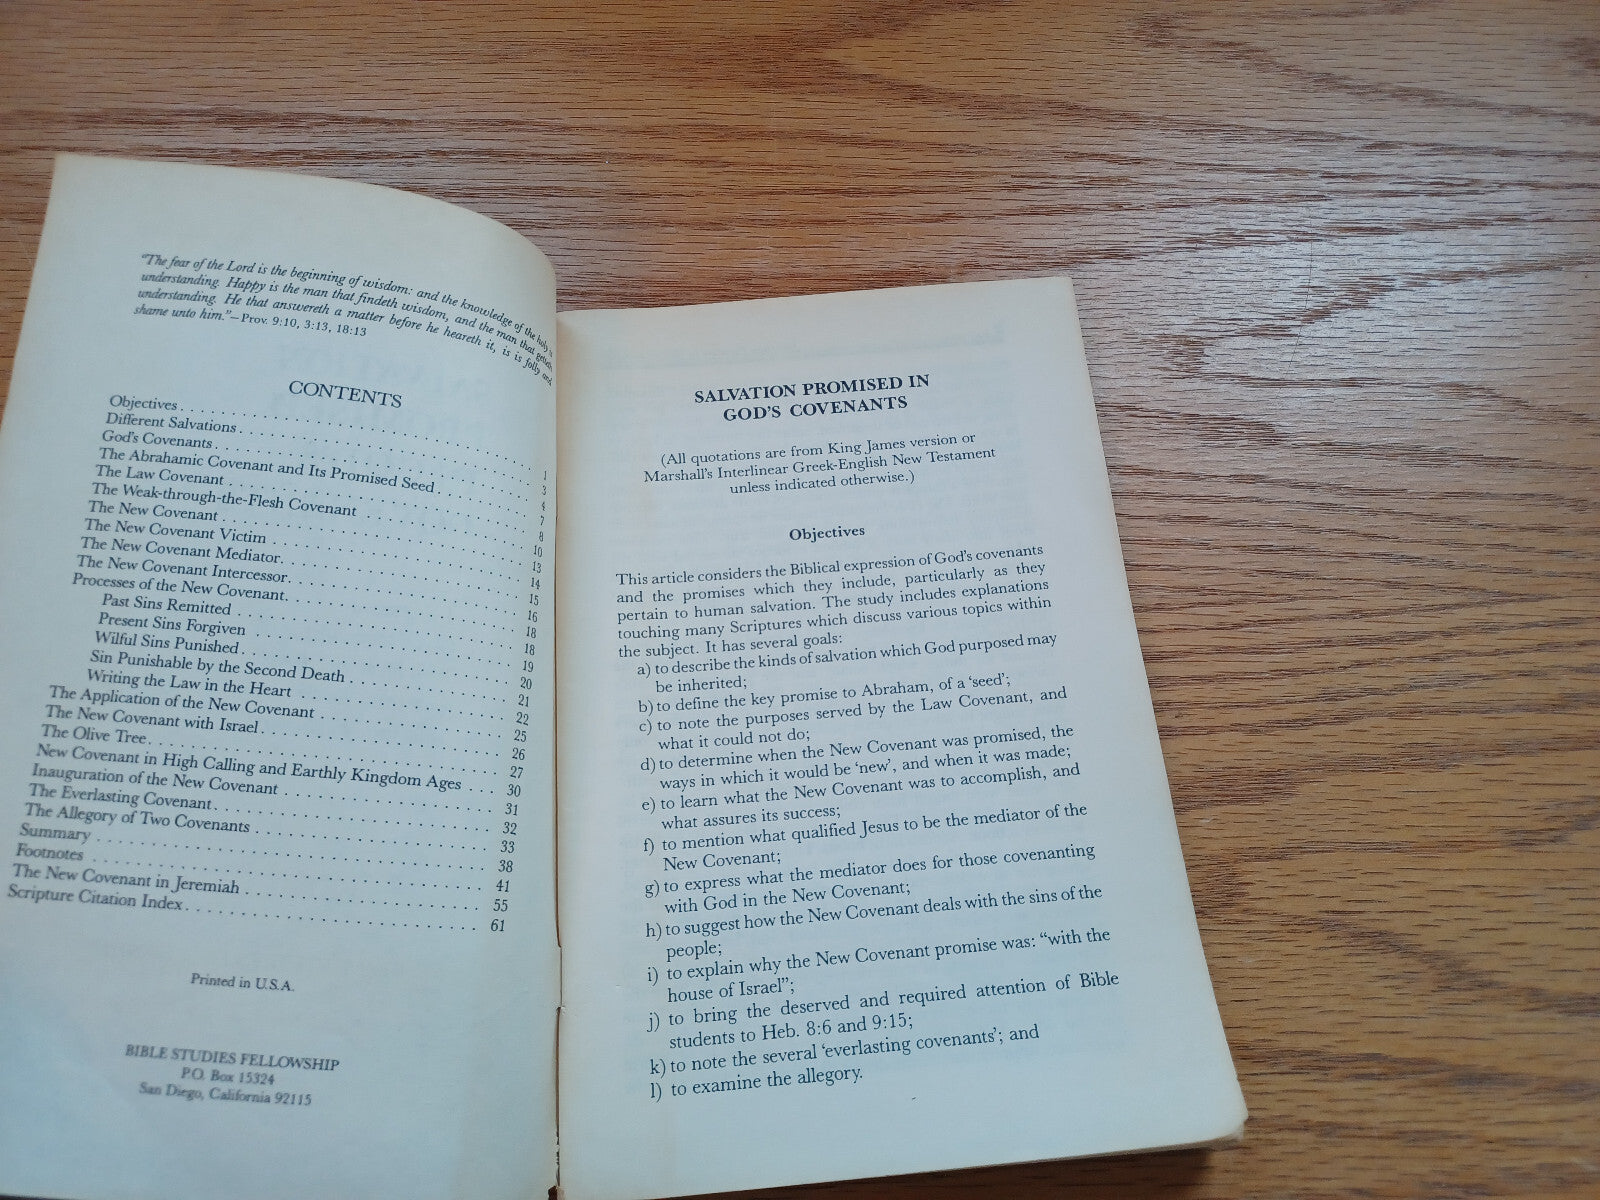 "The fear of the Lord is the beginning of wisdom: and the knowledge of the holy is
understanding. Happy is the man that findeth wisdom, and the man that getteth
understanding. He that answereth a matter before he heareth it, is is folly and
shame unto him."—Prov. 9:10, 3:13, 18:13
CONTENTS
Objectives . . . . . . . . . . 1
Different Salvations . . . . . . . . . . 3
God's Covenants . . . . . . . . . . 4
The Abrahamic Covenant and Its Promised Seed . . . . . . . . . . 7
The Law Covenant . . . . . . . . . . 8
The Weak-through-the-Flesh Covenant . . . . . . . . . . 10
The New Covenant . . . . . . . . . . 13
The New Covenant Victim . . . . . . . . . . 14
The New Covenant Mediator . . . . . . . . . . 15
The New Covenant Intercessor . . . . . . . . . . 16
Processes of the New Covenant . . . . . . . . . . 18
Past Sins Remitted . . . . . . . . . . 18
Present Sins Forgiven . . . . . . . . . . 19
Wilful Sins Punished . . . . . . . . . . 20
Sin Punishable by the Second Death . . . . . . . . . . 21
Writing the Law in the Heart . . . . . . . . . . 22
The Application of the New Covenant . . . . . . . . . . 25
The New Covenant with Israel . . . . . . . . . . 26
The Olive Tree . . . . . . . . . . 27
New Covenant in High Calling and Earthly Kingdom Ages . . . 30
Inauguration of the New Covenant . . . . . . . . . . 31
The Everlasting Covenant . . . . . . . . . . 32
The Allegory of Two Covenants . . . . . . . . . . 33
Summary . . . . . . . . . . 38
Footnotes . . . . . . . . . . 41
The New Covenant in Jeremiah . . . . . . . . . . 55
Scripture Citation Index . . . . . . . . . . 61
Printed in U.S.A.
BIBLE STUDIES FELLOWSHIP
P.O. Box 15324
San Diego, California 92115
SALVATION PROMISED IN
GOD'S COVENANTS
(All quotations are from King James version or
Marshall's Interlinear Greek-English New Testament
unless indicated otherwise.)
Objectives
This article considers the Biblical expression of God's covenants
and the promises which they include, particularly as they
pertain to human salvation. The study includes explanations
touching many Scriptures which discuss various topics within
the subject. It has several goals:
a) to describe the kinds of salvation which God purposed may
be inherited;
b) to define the key promise to Abraham, of a 'seed';
c) to note the purposes served by the Law Covenant, and
what it could not do;
d) to determine when the New Covenant was promised, the
ways in which it would be 'new', and when it was made;
e) to learn what the New Covenant was to accomplish, and
what assures its success;
f) to mention what qualified Jesus to be the mediator of the
New Covenant;
g) to express what the mediator does for those covenanting
with God in the New Covenant;
h) to suggest how the New Covenant deals with the sins of the
people;
i) to explain why the New Covenant promise was: "with the
house of Israel";
j) to bring the deserved and required attention of Bible
students to Heb. 8:6 and 9:15;
k) to note the several 'everlasting covenants'; and
l) to examine the allegory.